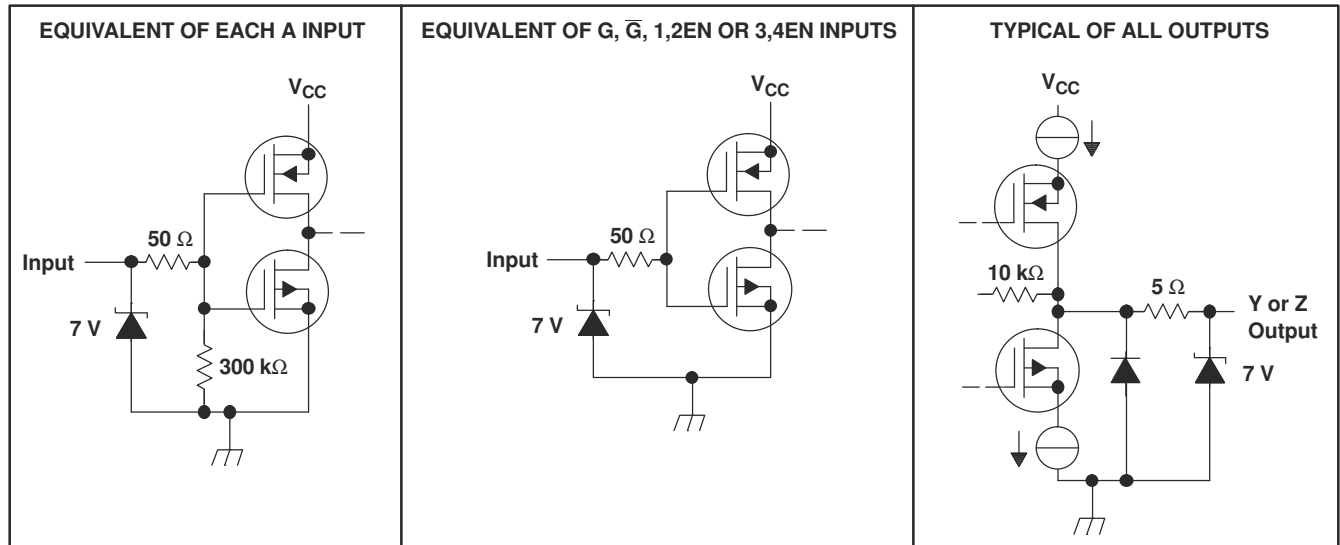 EQUIVALENT OF EACH A INPUT
VCC
50 Ω
Input
7 V
300 kΩ
EQUIVALENT OF G, G̅, 1,2EN OR 3,4EN INPUTS
VCC
50 Ω
Input
7 V
TYPICAL OF ALL OUTPUTS
VCC
10 kΩ
5 Ω
Y or Z
Output
7 V